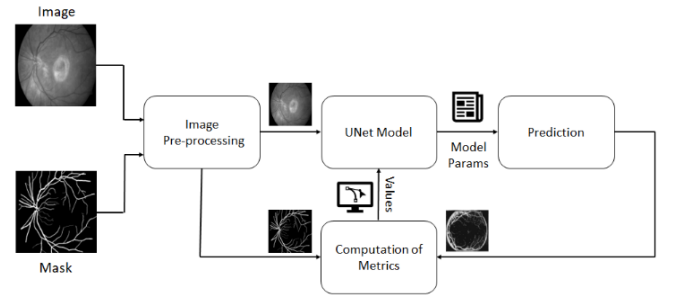 Image
Image
Pre-processing
UNet Model
Model
Params
Prediction
Values
Computation of
Metrics
Mask